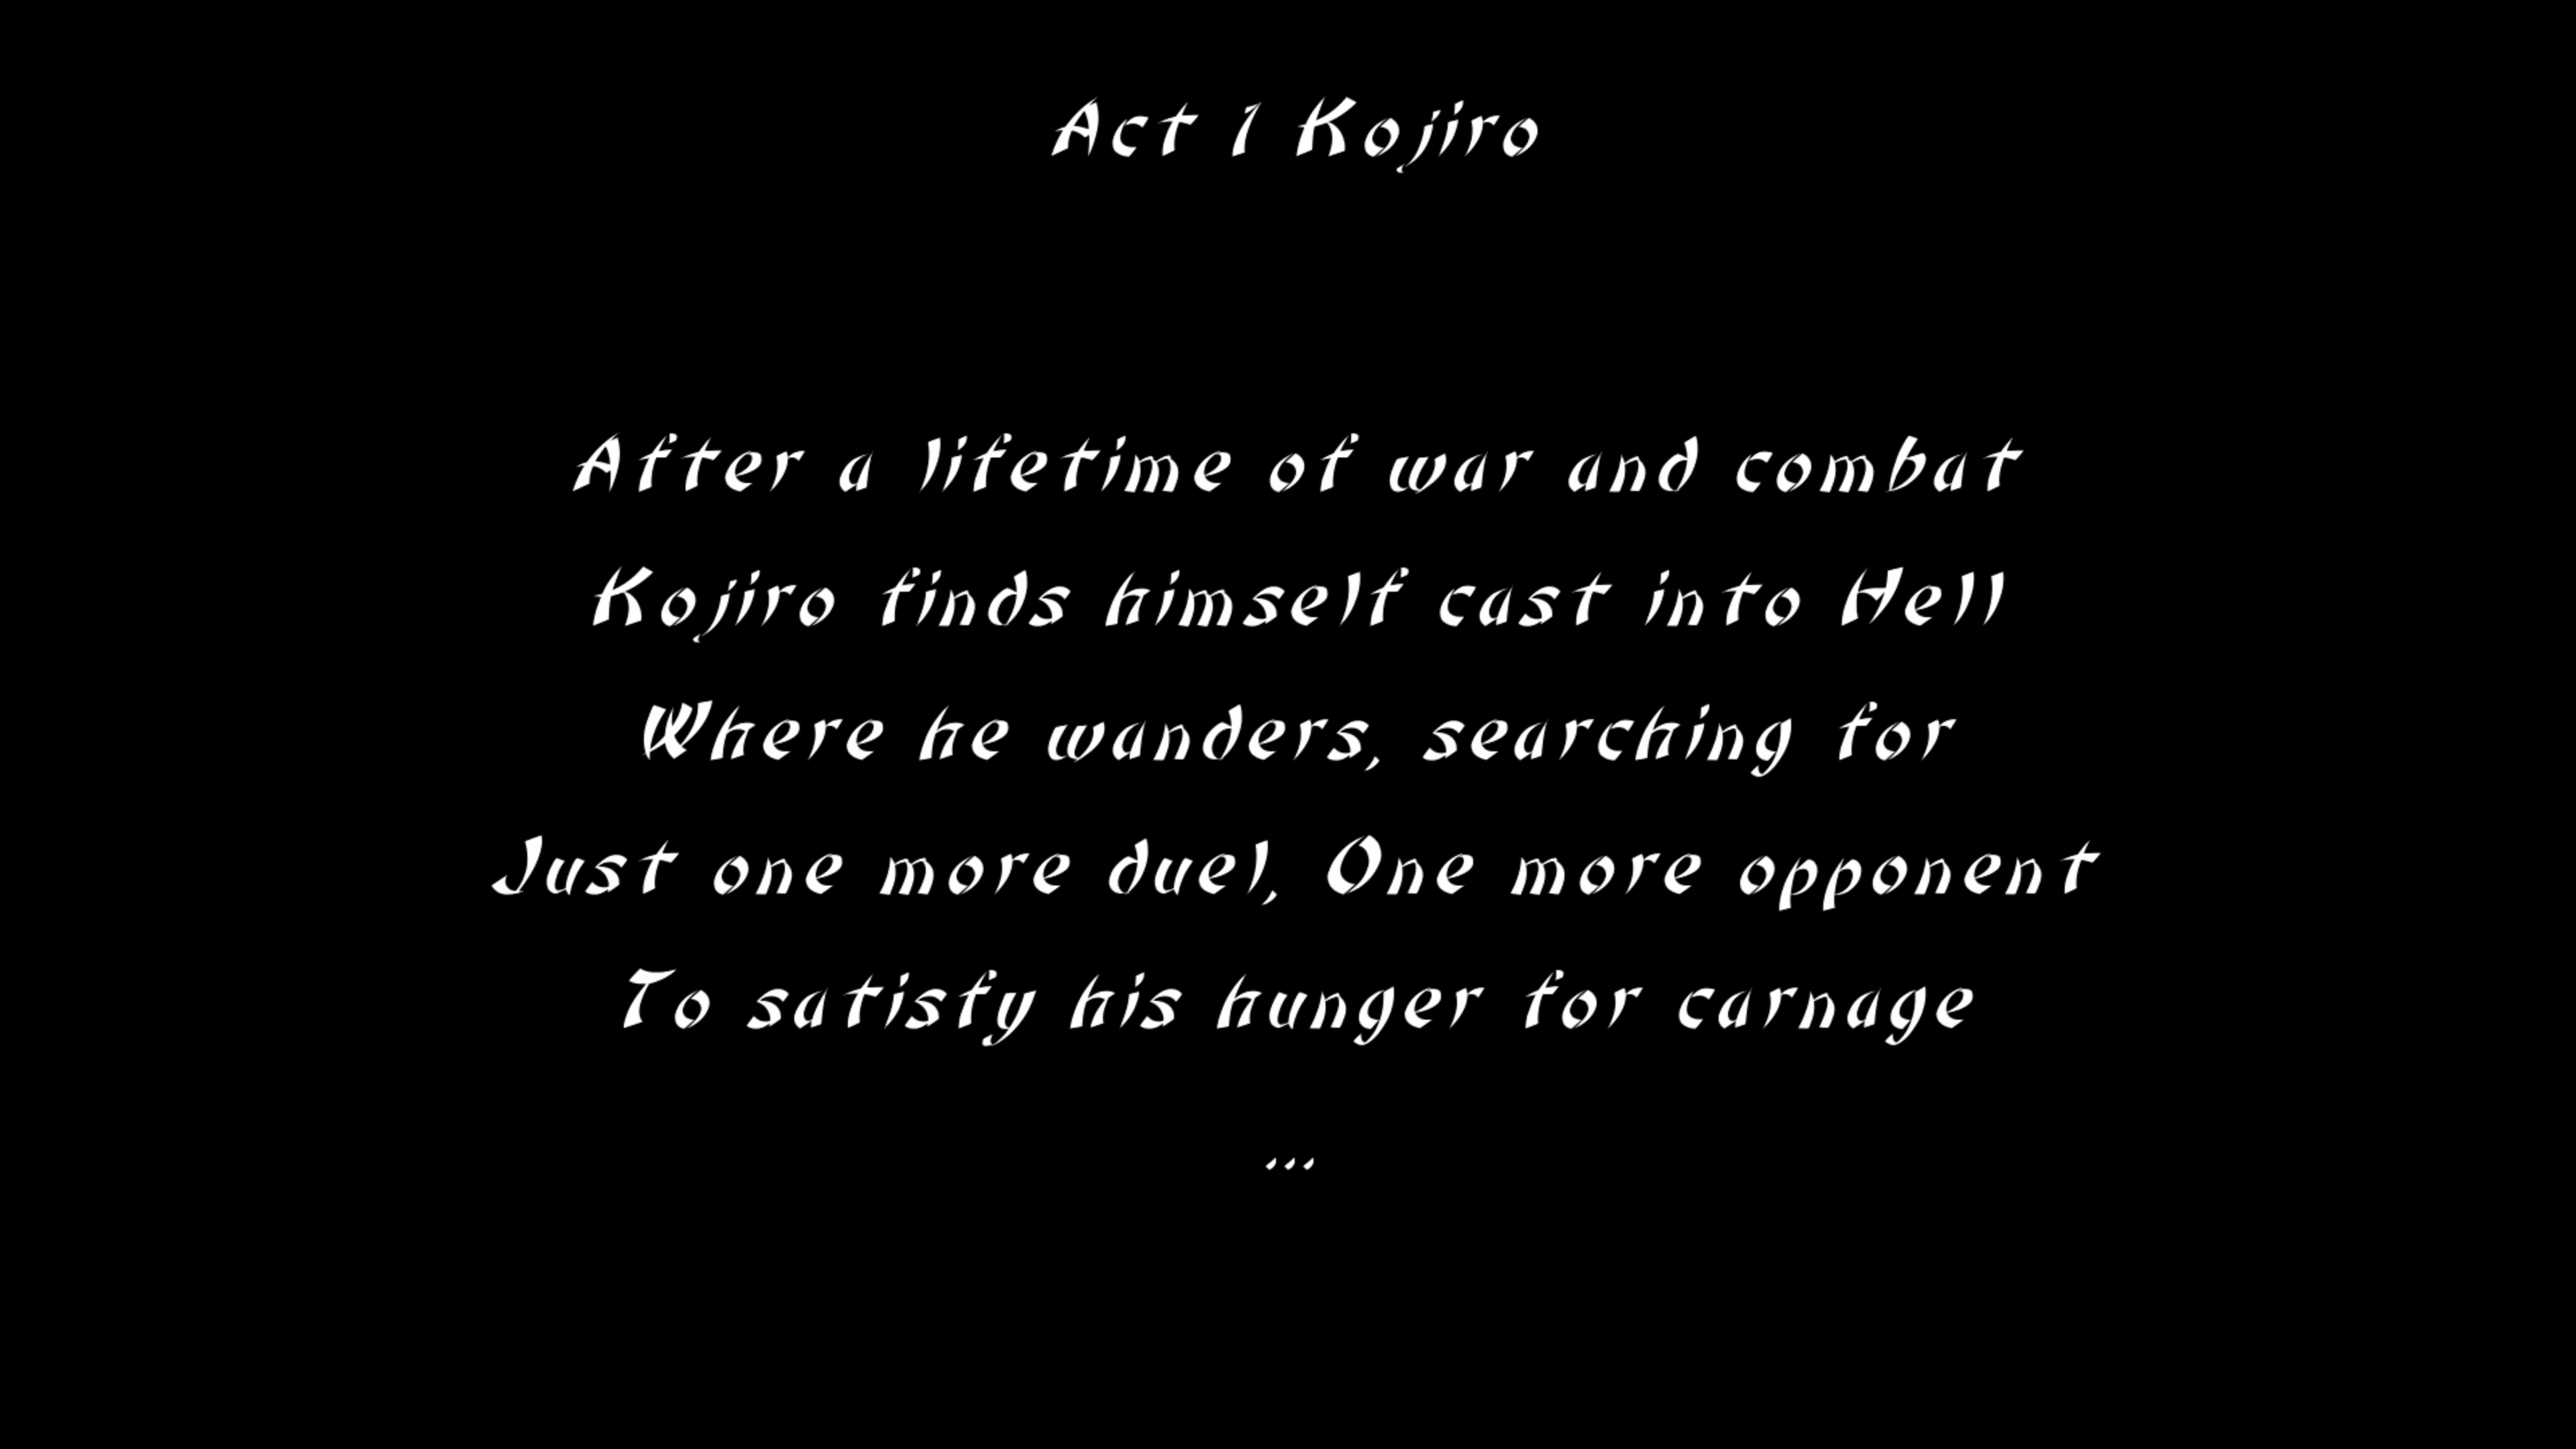 Act 1 Kojiro
After a lifetime of war and combat
Kojiro finds himself cast into Hell
Where he wanders, searching for
Just one more duel, One more opponent
To satisfy his hunger for carnage
...